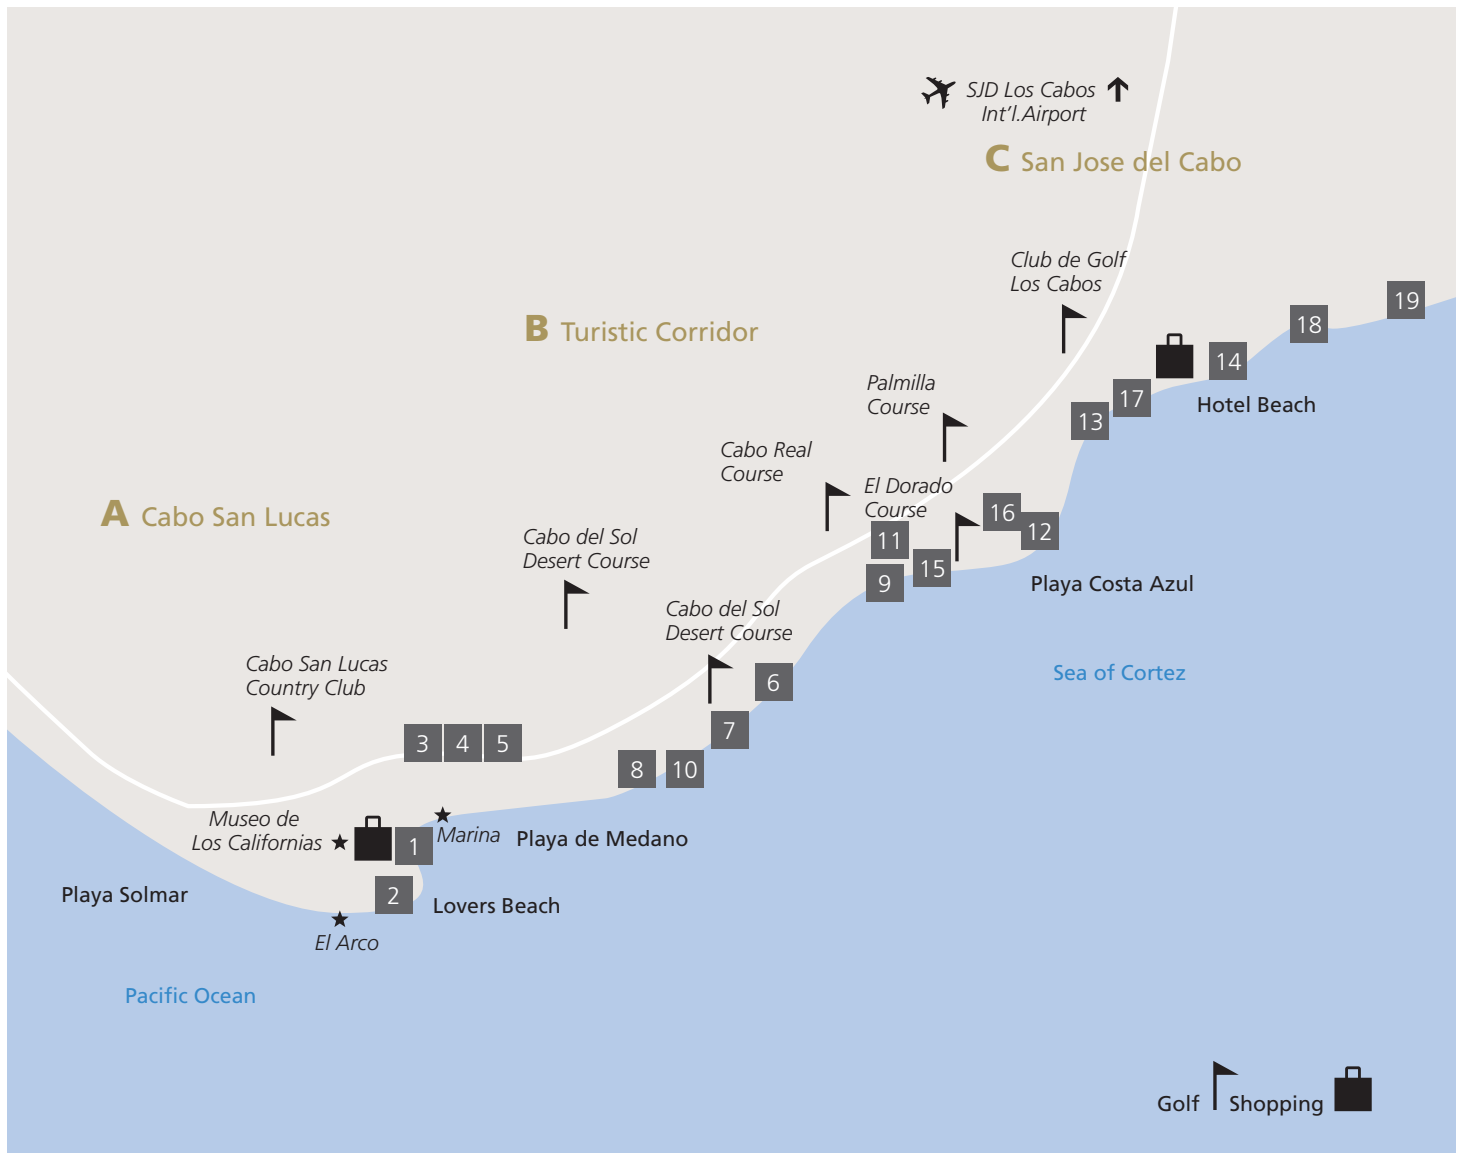 SJD Los Cabos
Int'l.Airport
C San Jose del Cabo
Club de Golf
Los Cabos
19
18
B Turistic Corridor
14
Hotel Beach
17
13
Palmilla
Course
Cabo Real
Course
El Dorado
Course
A Cabo San Lucas
16
12
11
15
9
Cabo del Sol
Desert Course
Playa Costa Azul
Cabo del Sol
Desert Course
Sea of Cortez
Cabo San Lucas
Country Club
6
7
3 4 5
8 10
Museo de
Los Californias
1
Marina
Playa de Medano
Playa Solmar
2
Lovers Beach
El Arco
Pacific Ocean
Golf
Shopping